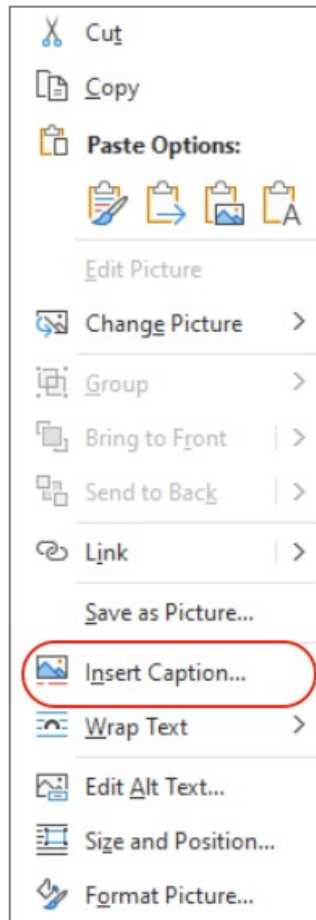 Cut
Copy
Paste Options:
A
Edit Picture
Change Picture
Group
Bring to Front
Send to Back
Link
Save as Picture...
Insert Caption...
Wrap Text
Edit Alt Text...
Size and Position...
Format Picture...